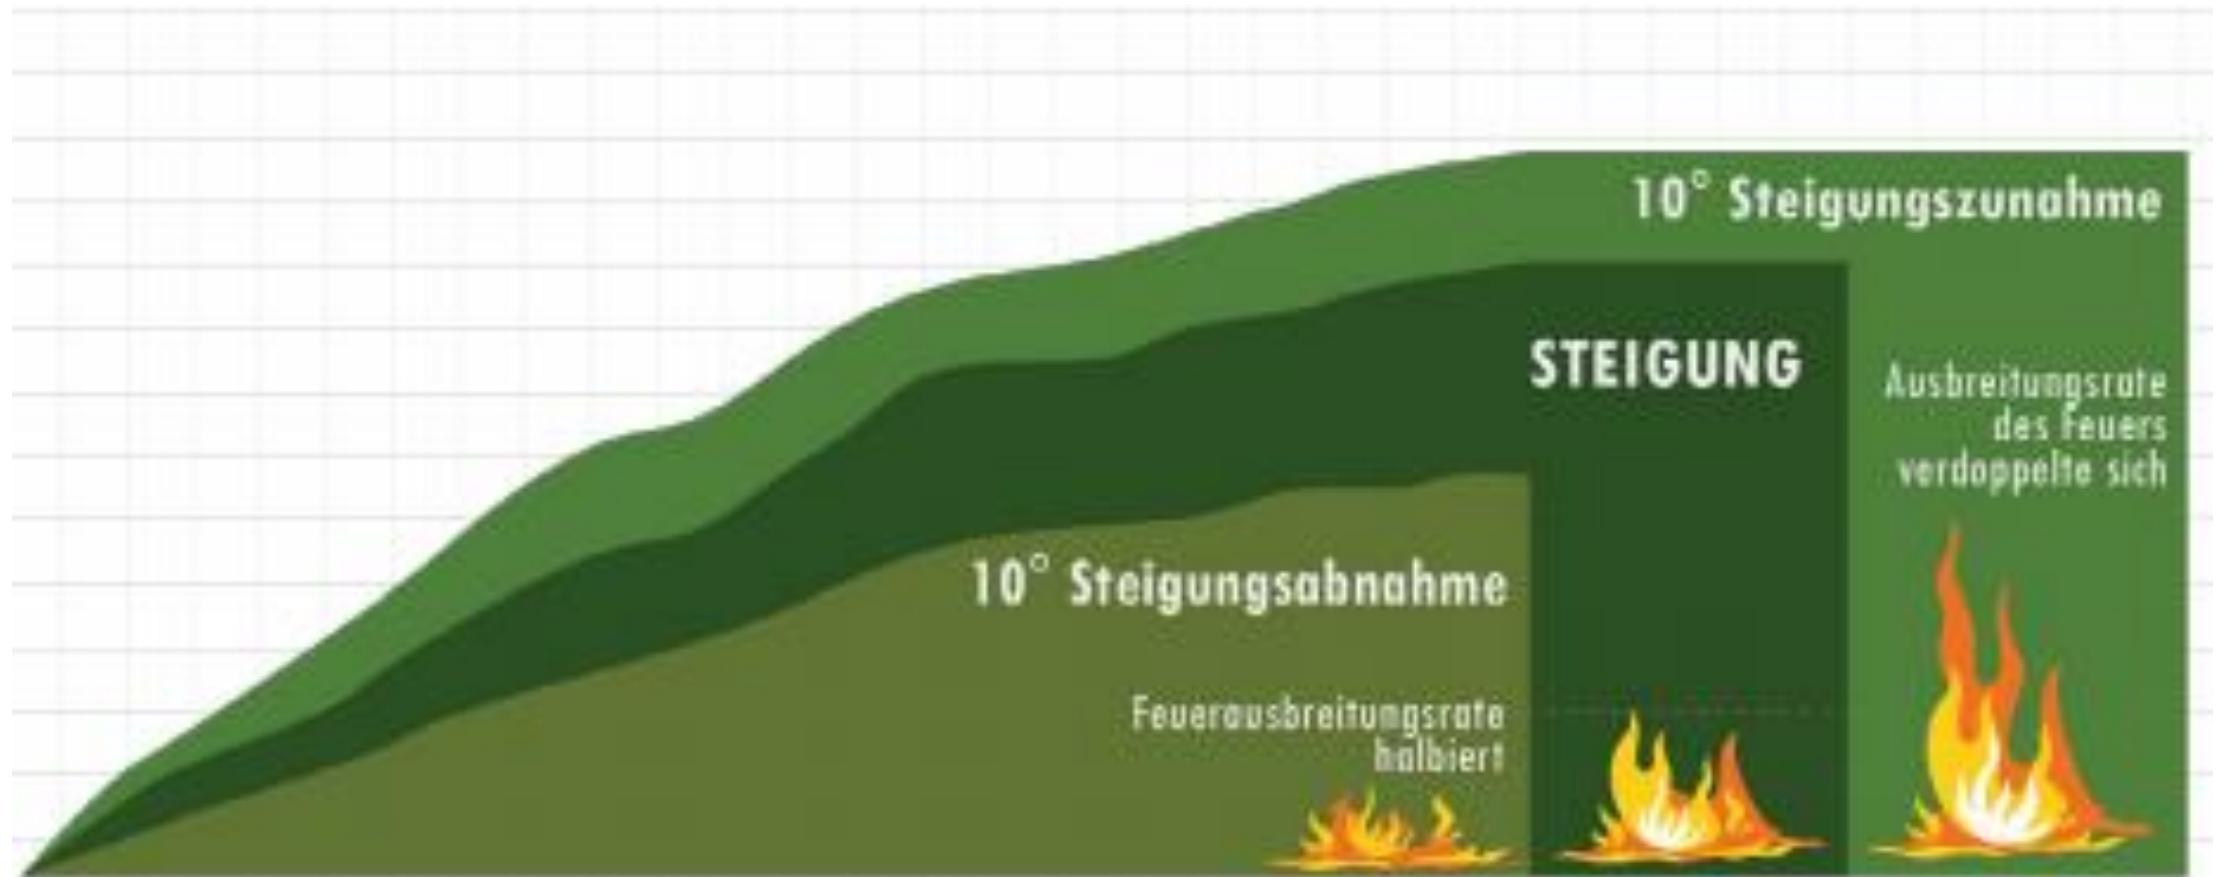 10° Steigungszunahme
STEIGUNG
Ausbreitungsrate
des Feuers
verdoppelte sich
10° Steigungsabnahme
Feuerausbreitungsrate
halbiert